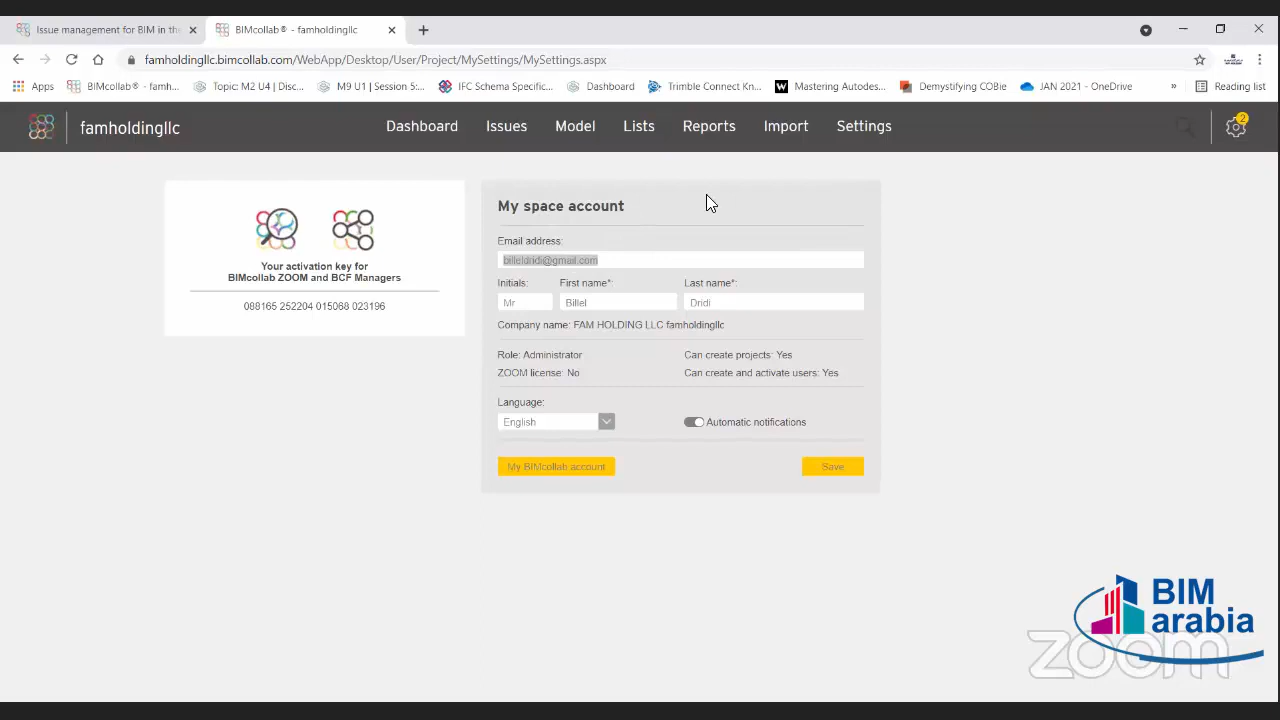 Issue management for BIM in the
BIMcollab® - famholdingllc
famholdingllc.bimcollab.com/WebApp/Desktop/User/Project/MySettings/MySettings.aspx
Apps
BIMcollab® - famh...
Topic: M2 U4 | Disc...
M9 U1 | Session 5:...
IFC Schema Specific...
Dashboard
Trimble Connect Kn...
Mastering Autodes...
Demystifying COBie
JAN 2021 - OneDrive
»
Reading list
famholdingllc
Dashboard
Issues
Model
Lists
Reports
Import
Settings
2
Your activation key for
BIMcollab ZOOM and BCF Managers
088165 252204 015068 023196
My space account
Email address:
billeldridi@gmail.com
Initials:
First name*:
Last name*:
Mr
Billel
Dridi
Company name: FAM HOLDING LLC famholdingllc
Role: Administrator
Can create projects: Yes
ZOOM license: No
Can create and activate users: Yes
Language:
English
Automatic notifications
My BIMcollab account
Save
BIM
arabia
zoom